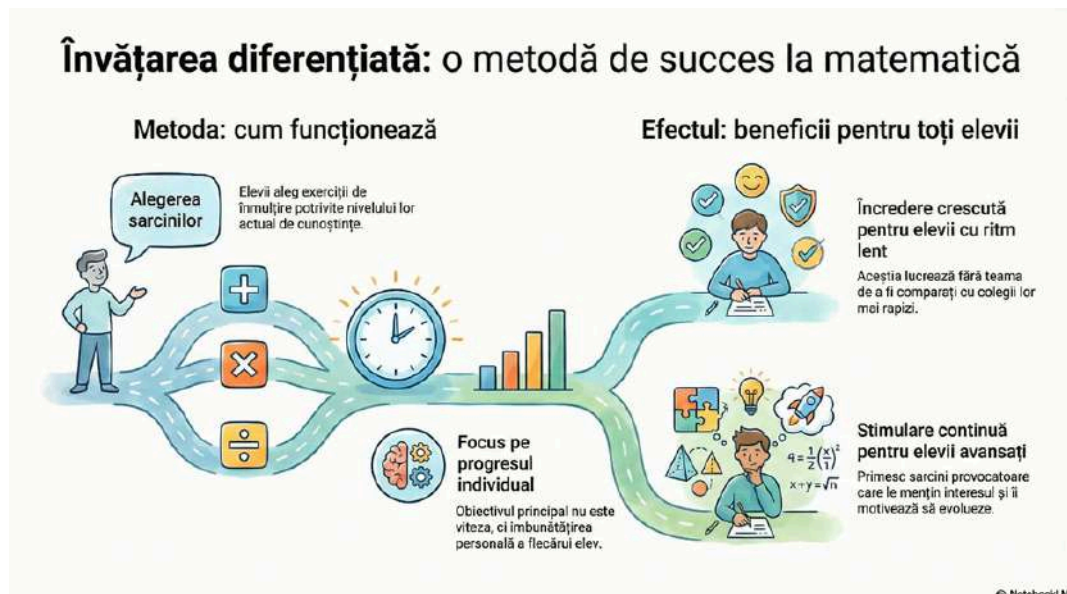 Învățarea diferențiată: o metodă de succes la matematică
Metoda: cum funcționează
Alegerea
sarcinilor
Elevii aleg exerciții de
înmulțire potrivite nivelului lor
actual de cunoștințe.
Focus pe
progresul
individual
Obiectivul principal nu este
viteza, ci îmbunătățirea
personală a fiecărui elev.
Efectul: beneficii pentru toți elevii
Încredere crescută
pentru elevii cu ritm
lent
Aceștia lucrează fără teama
de a fi comparați cu colegii lor
mai rapizi.
Stimulare continuă
pentru elevii avansați
Primesc sarcini provocatoare
care le mențin interesul și îi
motivează să evolueze.
x+y=√n